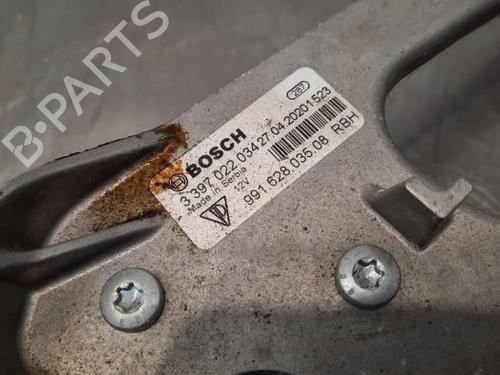 BOSCH
267
3 397 022 034 27.04.2020 1523
Made in Serbia
12V
991 628 035.08 RBH
B-PARTS